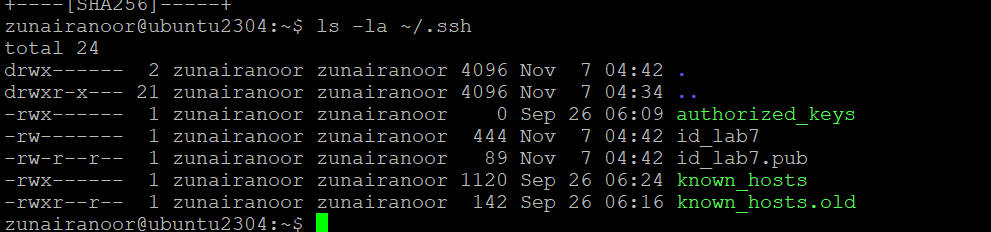 +----[SHA256]-----+
zunairanoor@ubuntu2304:~$ ls -la ~/.ssh
total 24
drwx------  2 zunairanoor zunairanoor 4096 Nov  7 04:42 .
drwxr-x--- 21 zunairanoor zunairanoor 4096 Nov  7 04:34 ..
-rwx------  1 zunairanoor zunairanoor    0 Sep 26 06:09 authorized_keys
-rw-------  1 zunairanoor zunairanoor  444 Nov  7 04:42 id_lab7
-rw-r--r--  1 zunairanoor zunairanoor   89 Nov  7 04:42 id_lab7.pub
-rwx------  1 zunairanoor zunairanoor 1120 Sep 26 06:24 known_hosts
-rwxr--r--  1 zunairanoor zunairanoor  142 Sep 26 06:16 known_hosts.old
zunairanoor@ubuntu2304:~$